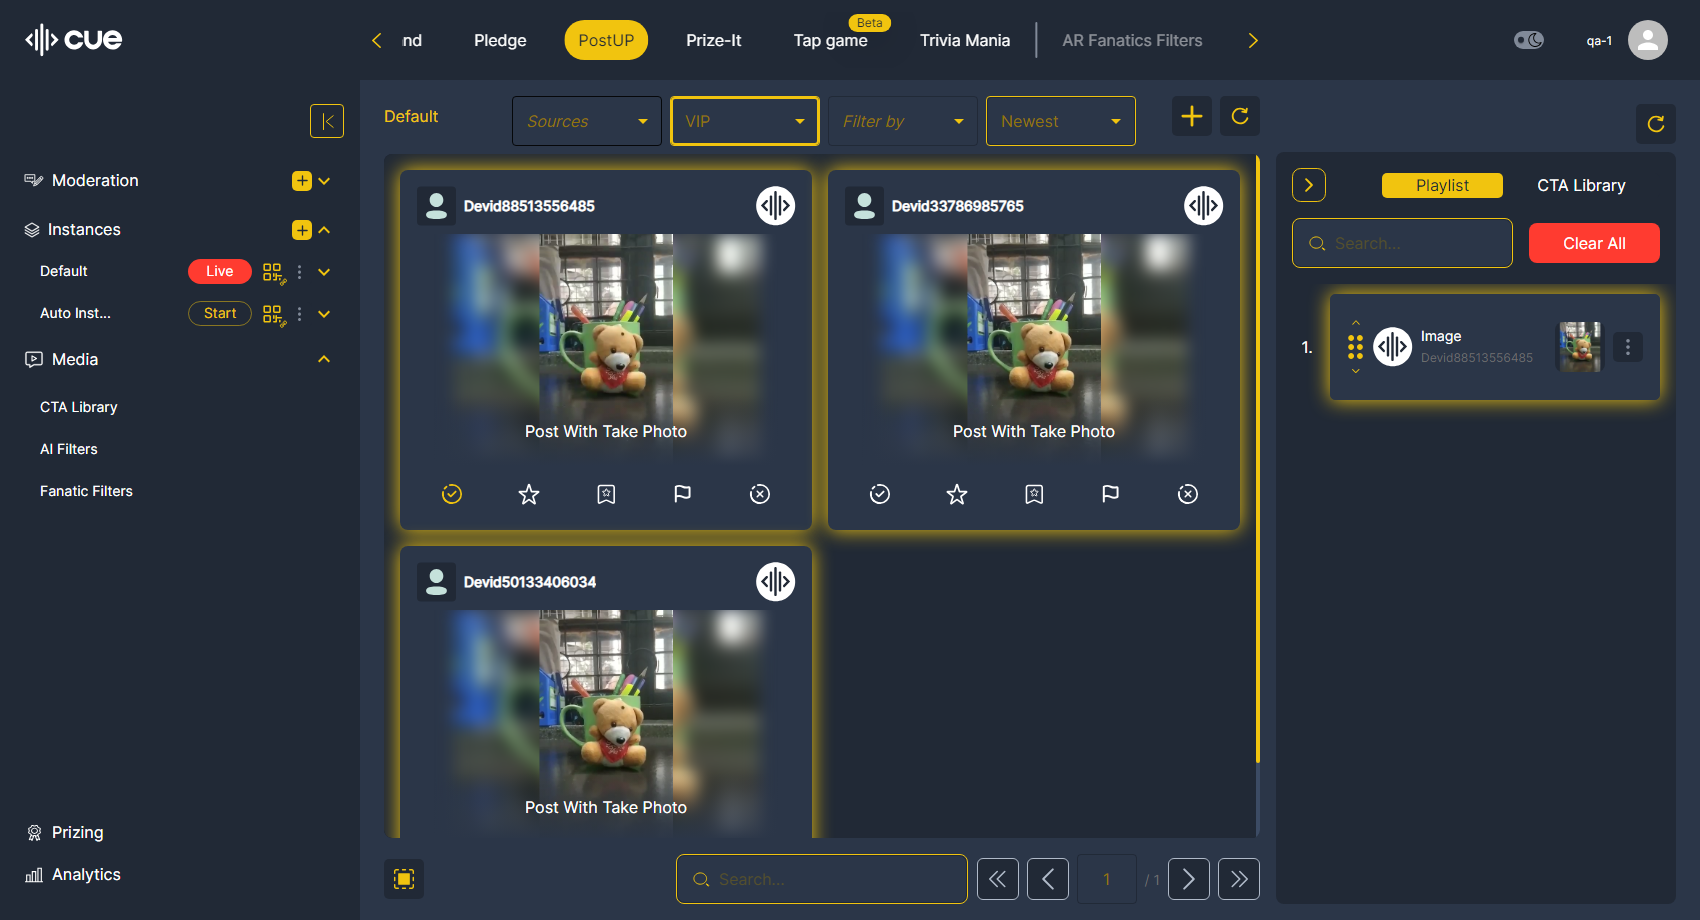 cue
nd
Pledge
PostUP
Prize-It
Beta
Tap game
Trivia Mania
AR Fanatics Filters
qa-1
Moderation
Instances
Default
Live
Auto Inst...
Start
Media
CTA Library
AI Filters
Fanatic Filters
Prizing
Analytics
Default
Sources
VIP
Filter by
Newest
Devid88513556485
Post With Take Photo
Devid33786985765
Post With Take Photo
Devid50133406034
Post With Take Photo
Search...
1
/ 1
Playlist
CTA Library
Search...
Clear All
1.
Image
Devid88513556485